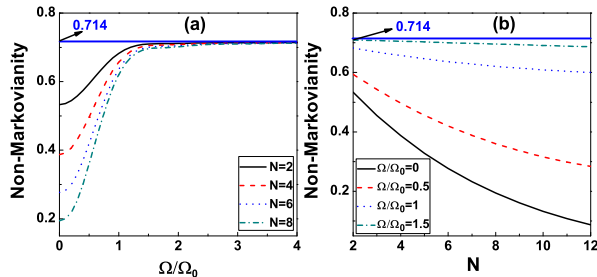 (a)
0.714
Non-Markovianity
0.8
0.6
0.4
0.2
N=2
N=4
N=6
N=8
0 1 2 3 4
Ω/Ω₀
(b)
0.714
Non-Markovianity
0.8
0.6
0.4
0.2
Ω/Ω₀=0
Ω/Ω₀=0.5
Ω/Ω₀=1
Ω/Ω₀=1.5
2 4 6 8 10 12
N